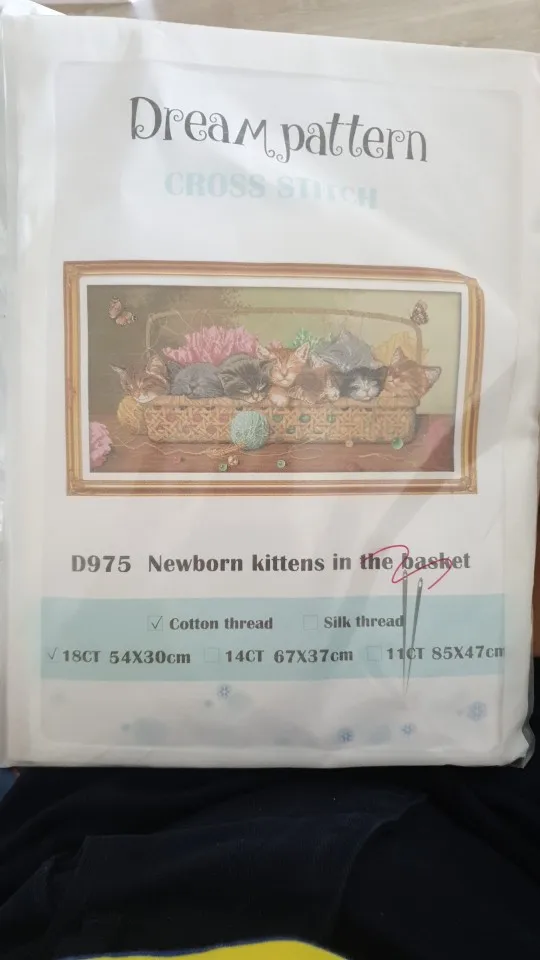 Dream pattern
CROSS STITCH
D975 Newborn kittens in the basket
✓ Cotton thread ☐ Silk thread
✓ 18CT 54X30cm ☐ 14CT 67X37cm ☐ 11CT 85X47cm